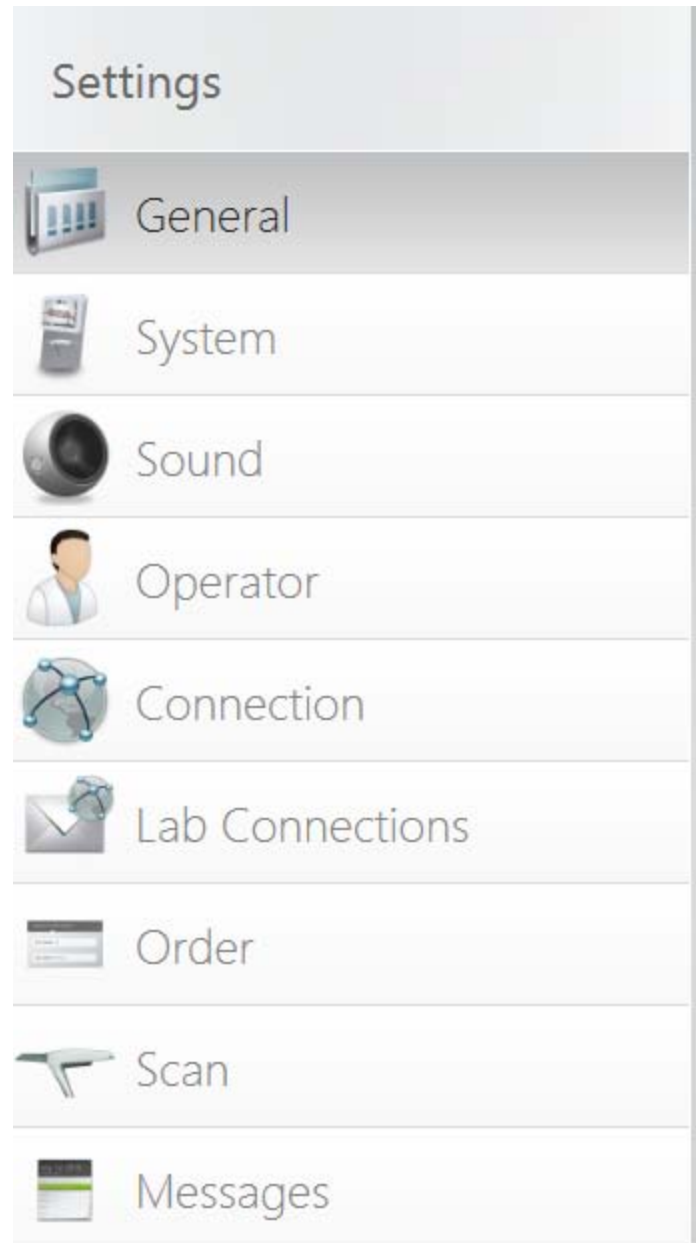 Settings
General
System
Sound
Operator
Connection
Lab Connections
Order
Scan
Messages